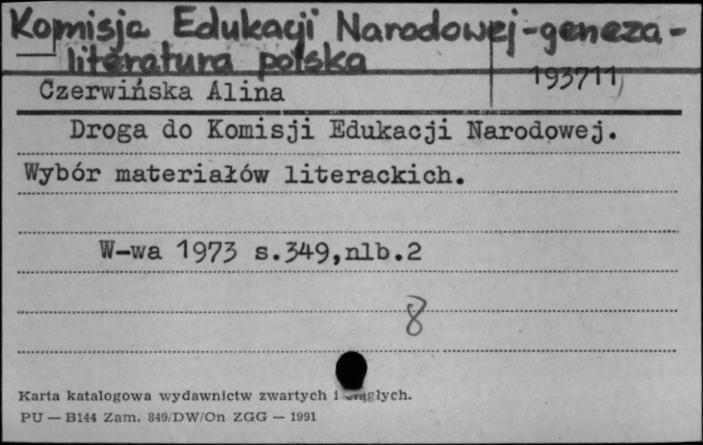 Komisja Edukacji Narodowej - geneza -
- literatura polska
193711
Czerwińska Alina
Droga do Komisji Edukacji Narodowej.
Wybór materiałów literackich.
W-wa 1973 s.349,nlb.2
8
Karta katalogowa wydawnictw zwartych i ciągłych.
PU — B144 Zam. 849/DW/On ZGG — 1991